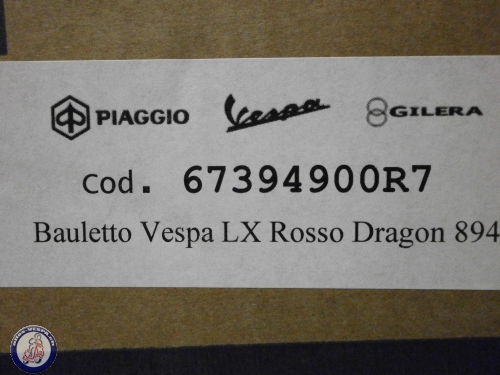 PIAGGIO Vespa GILERA
Cod. 67394900R7
Bauletto Vespa LX Rosso Dragon 894